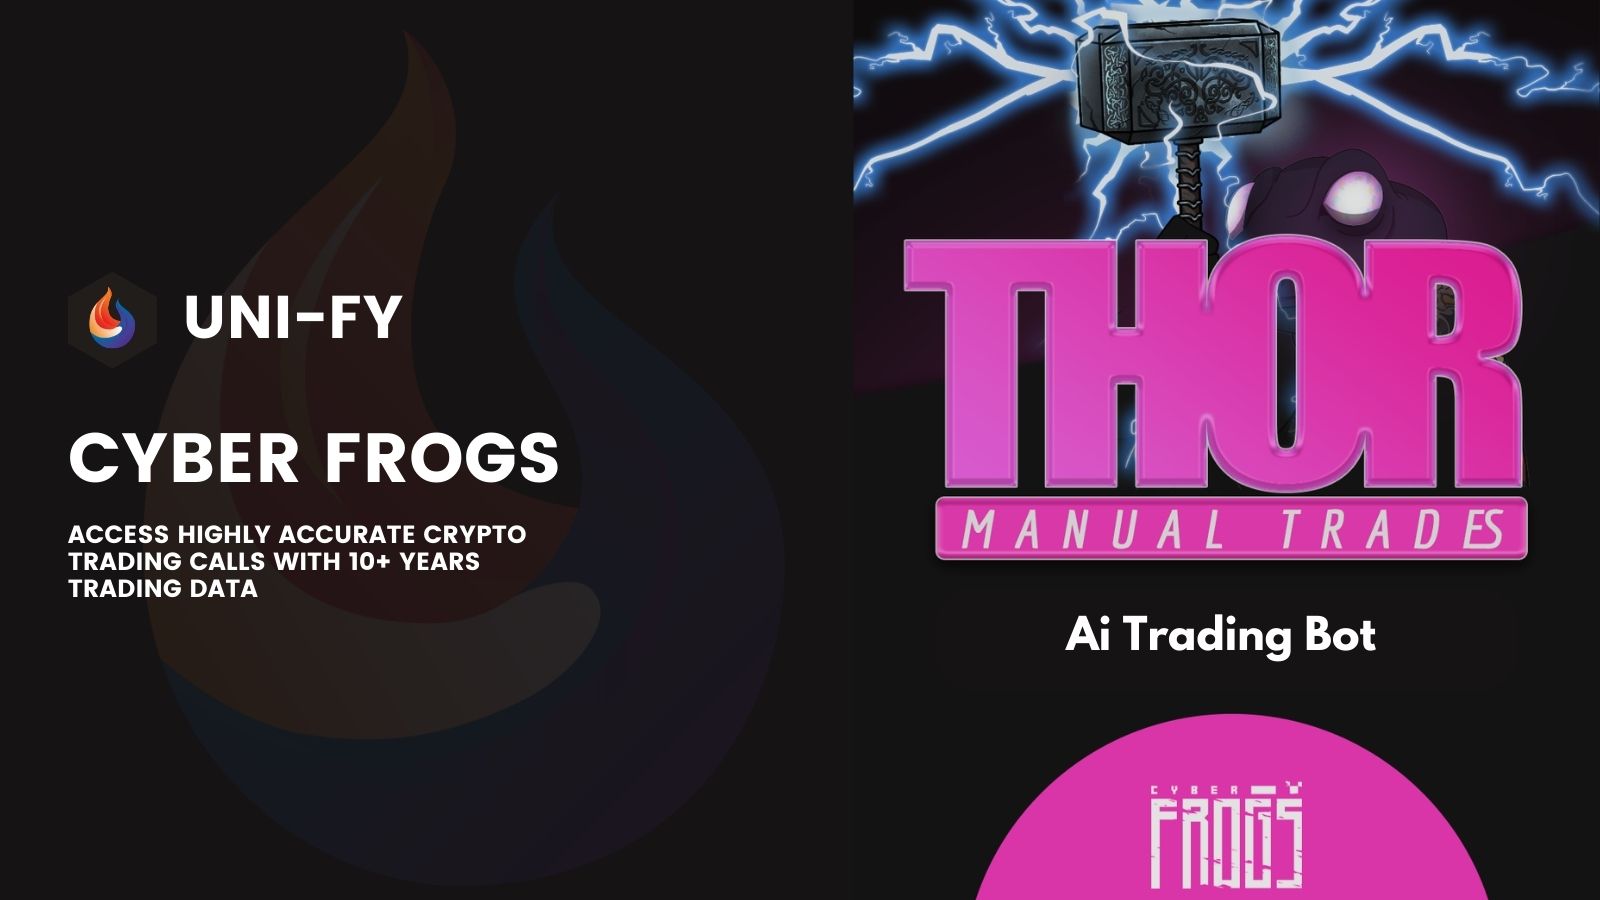 UNI-FY
CYBER FROGS
ACCESS HIGHLY ACCURATE CRYPTO
TRADING CALLS WITH 10+ YEARS
TRADING DATA
THOR
MANUAL TRADES
Ai Trading Bot
CYBER
FROGS